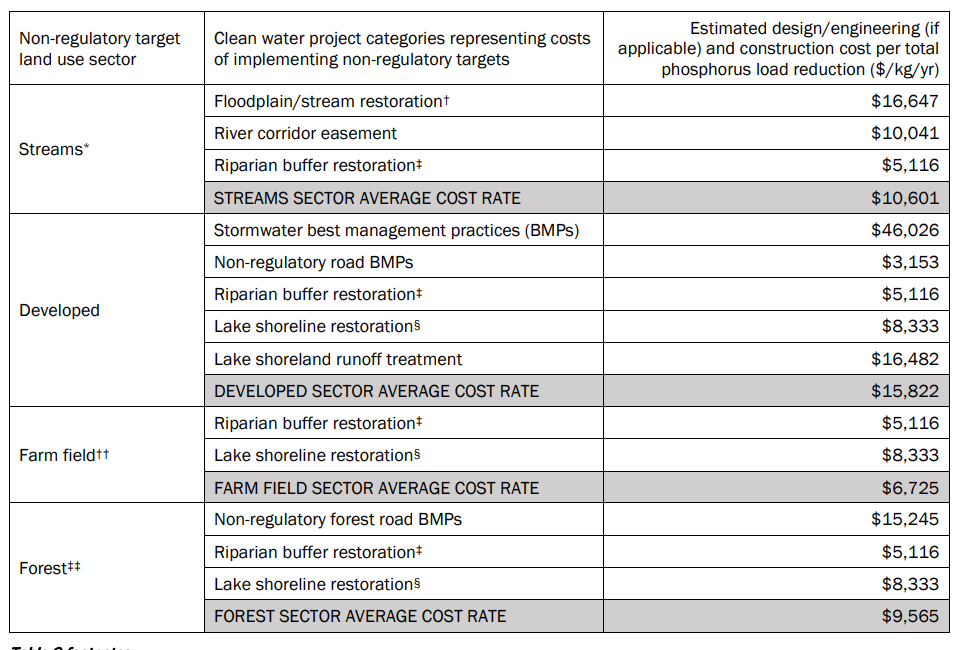 Non-regulatory target
land use sector
Clean water project categories representing costs
of implementing non-regulatory targets
Estimated design/engineering (if
applicable) and construction cost per total
phosphorus load reduction ($/kg/yr)
Streams*
Floodplain/stream restoration† $16,647
River corridor easement $10,041
Riparian buffer restoration‡ $5,116
STREAMS SECTOR AVERAGE COST RATE $10,601
Developed
Stormwater best management practices (BMPs) $46,026
Non-regulatory road BMPs $3,153
Riparian buffer restoration‡ $5,116
Lake shoreline restoration§ $8,333
Lake shoreland runoff treatment $16,482
DEVELOPED SECTOR AVERAGE COST RATE $15,822
Farm field††
Riparian buffer restoration‡ $5,116
Lake shoreline restoration§ $8,333
FARM FIELD SECTOR AVERAGE COST RATE $6,725
Forest‡‡
Non-regulatory forest road BMPs $15,245
Riparian buffer restoration‡ $5,116
Lake shoreline restoration§ $8,333
FOREST SECTOR AVERAGE COST RATE $9,565